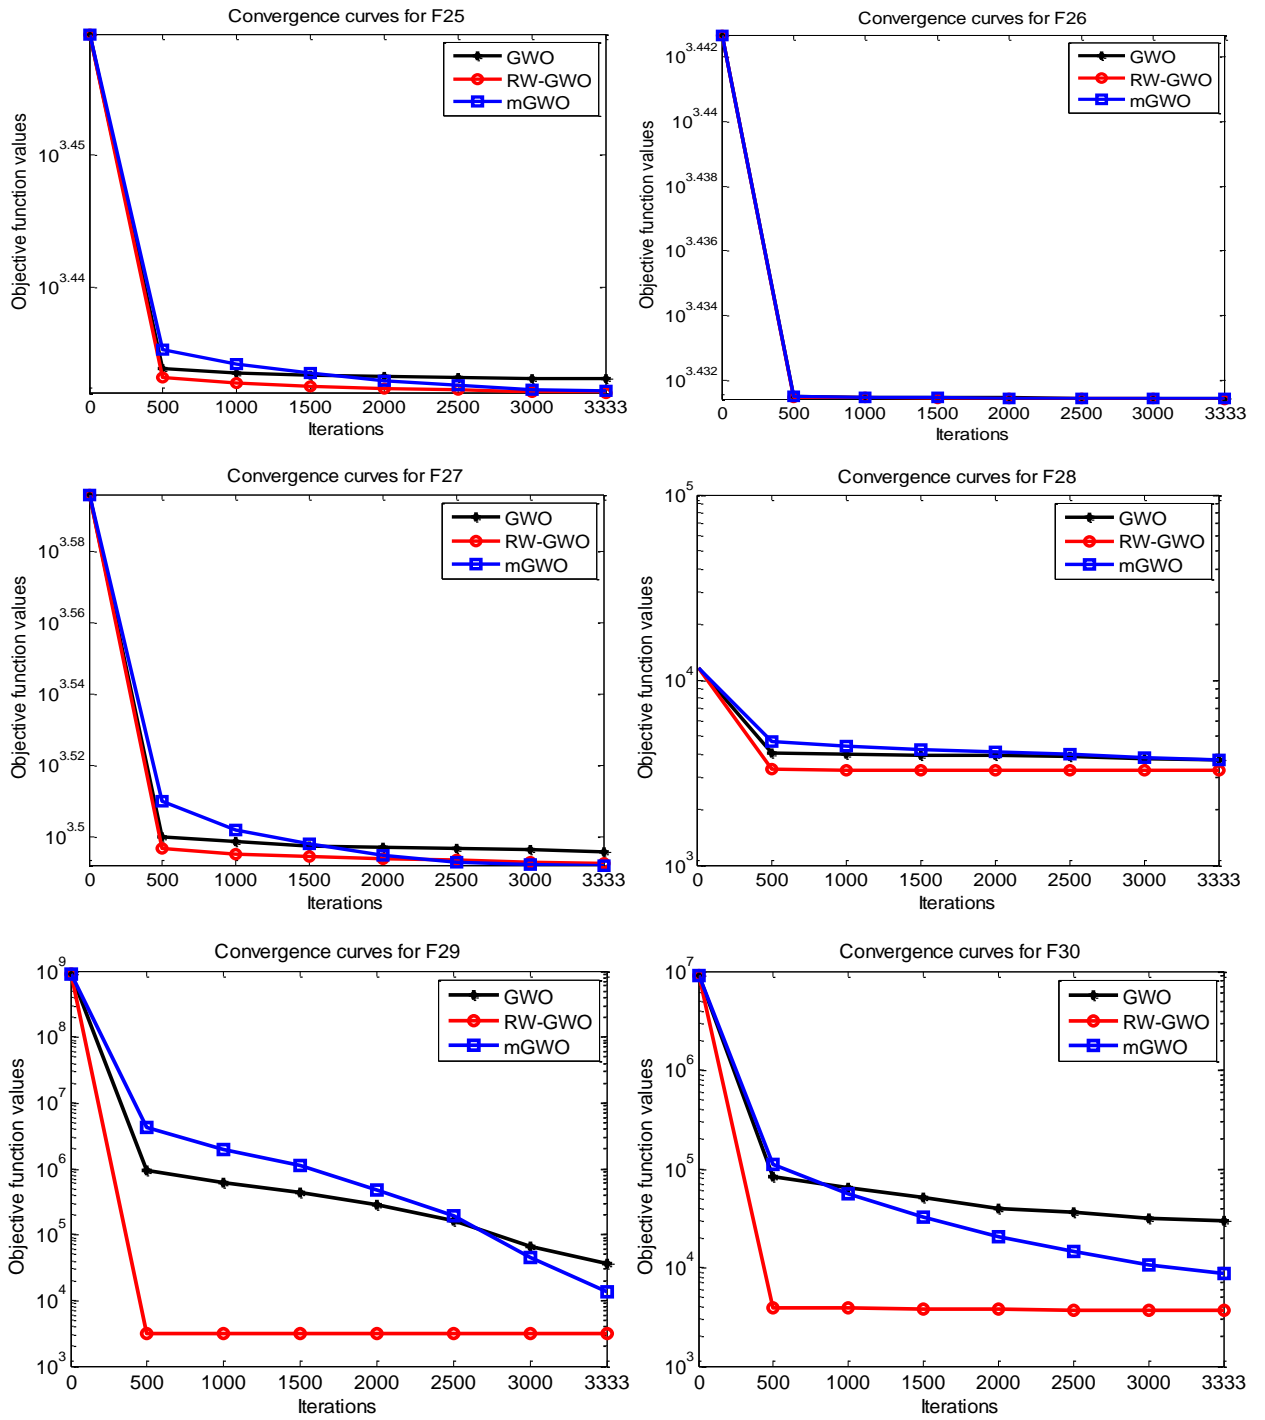 Convergence curves for F25
Objective function values
10^3.45
10^3.44
GWO
RW-GWO
mGWO
0 500 1000 1500 2000 2500 3000 3333
Iterations
Convergence curves for F26
Objective function values
10^3.442
10^3.44
10^3.438
10^3.436
10^3.434
10^3.432
GWO
RW-GWO
mGWO
0 500 1000 1500 2000 2500 3000 3333
Iterations
Convergence curves for F27
Objective function values
10^3.58
10^3.56
10^3.54
10^3.52
10^3.5
GWO
RW-GWO
mGWO
0 500 1000 1500 2000 2500 3000 3333
Iterations
Convergence curves for F28
Objective function values
10^5
10^4
10^3
GWO
RW-GWO
mGWO
0 500 1000 1500 2000 2500 3000 3333
Iterations
Convergence curves for F29
Objective function values
10^9
10^8
10^7
10^6
10^5
10^4
10^3
GWO
RW-GWO
mGWO
0 500 1000 1500 2000 2500 3000 3333
Iterations
Convergence curves for F30
Objective function values
10^7
10^6
10^5
10^4
10^3
GWO
RW-GWO
mGWO
0 500 1000 1500 2000 2500 3000 3333
Iterations